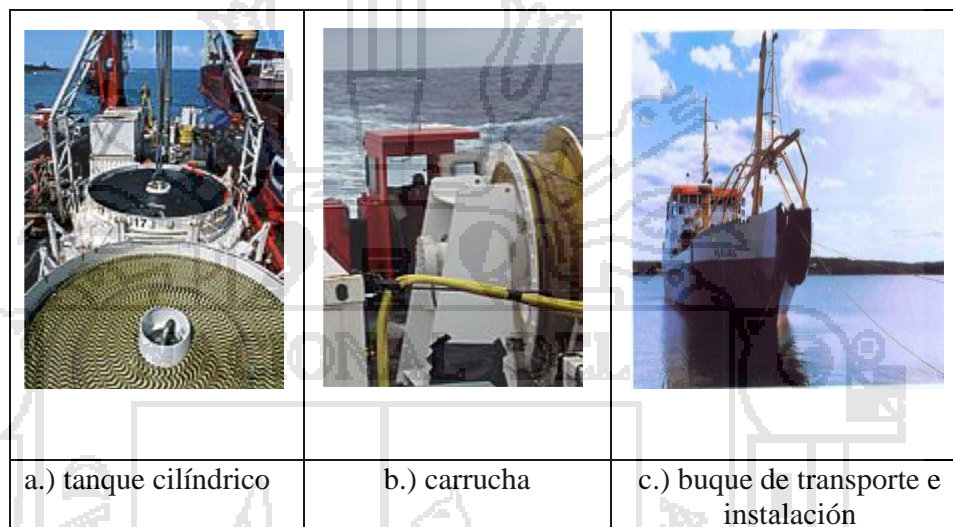 a.) tanque cilíndrico
b.) carrucha
c.) buque de transporte e
instalación